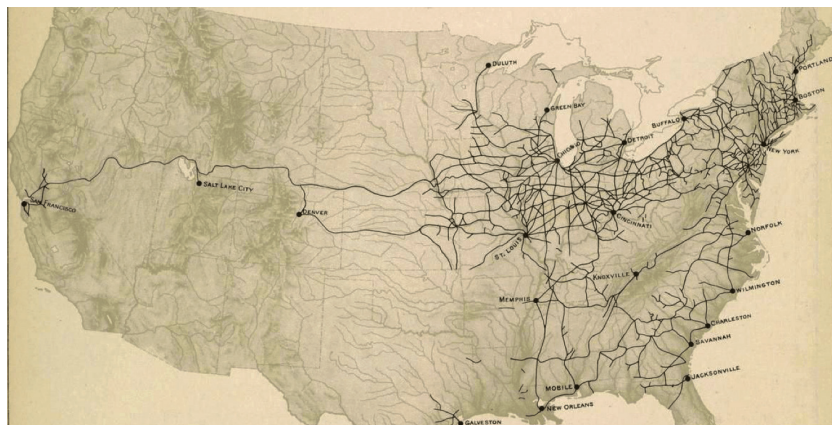 DULUTH
PORTLAND
BOSTON
GREEN BAY
BUFFALO
DETROIT
NEW YORK
CHICAGO
SALT LAKE CITY
SAN FRANCISCO
DENVER
CINCINNATI
NORFOLK
ST. LOUIS
KNOXVILLE
WILMINGTON
MEMPHIS
CHARLESTON
SAVANNAH
JACKSONVILLE
MOBILE
NEW ORLEANS
GALVESTON